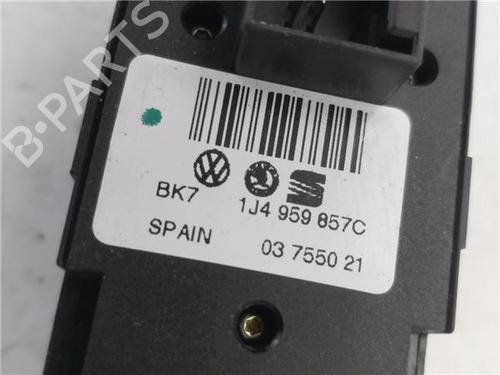 B-PARTS
BK7
1J4 959 857C
SPAIN
03 7550 21